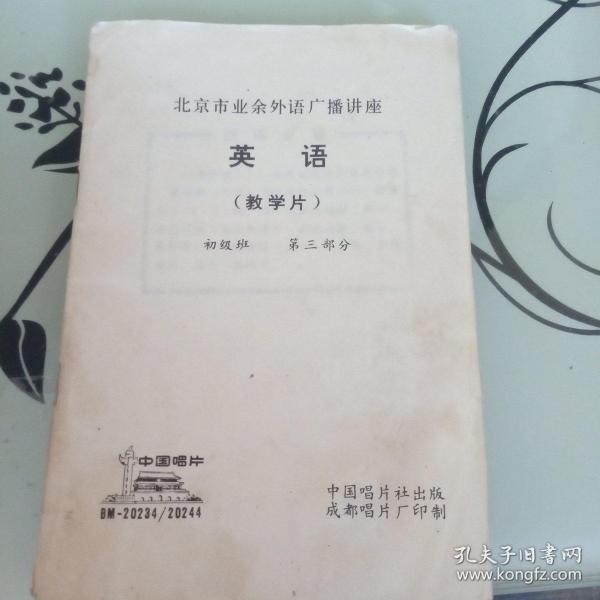 北京市业余外语广播讲座
英语
（教学片）
初级班 第三部分
中国唱片
BM-20234/20244
中国唱片社出版
成都唱片厂印制
孔夫子旧书网
www.kongfz.com